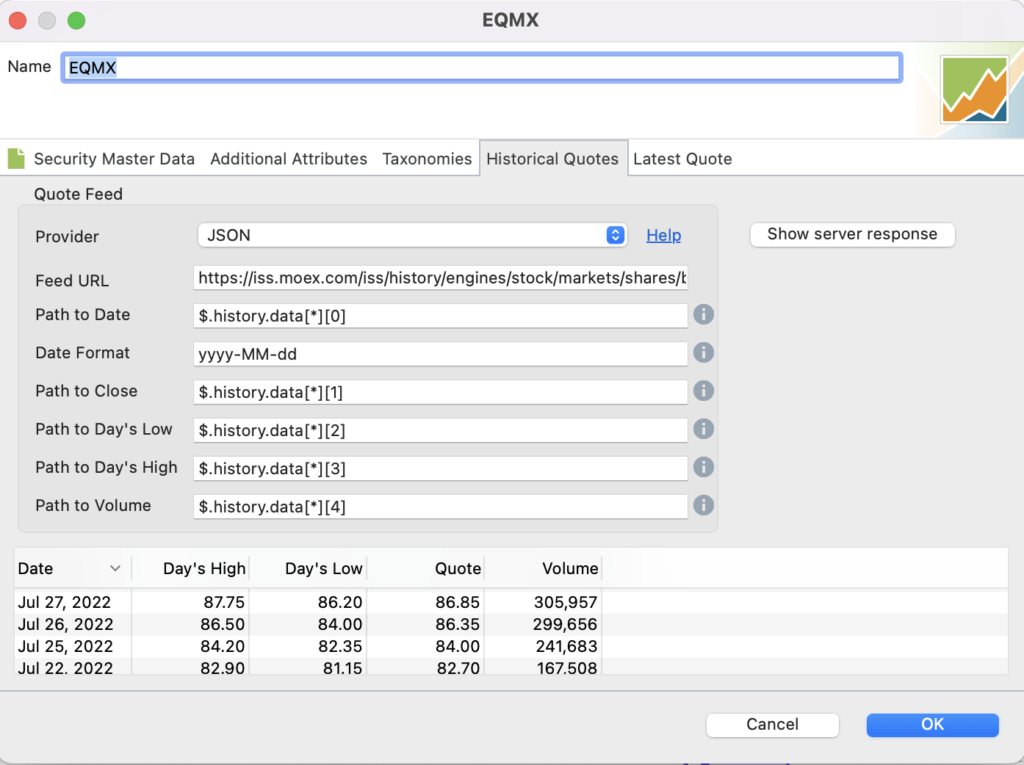 EQMX
Name EQMX
Security Master Data Additional Attributes Taxonomies Historical Quotes Latest Quote
Quote Feed
Provider JSON Help Show server response
Feed URL https://iss.moex.com/iss/history/engines/stock/markets/shares/b
Path to Date $.history.data[*][0]
Date Format yyyy-MM-dd
Path to Close $.history.data[*][1]
Path to Day's Low $.history.data[*][2]
Path to Day's High $.history.data[*][3]
Path to Volume $.history.data[*][4]
Date Day's High Day's Low Quote Volume
Jul 27, 2022 87.75 86.20 86.85 305,957
Jul 26, 2022 86.50 84.00 86.35 299,656
Jul 25, 2022 84.20 82.35 84.00 241,683
Jul 22, 2022 82.90 81.15 82.70 167,508
Cancel OK